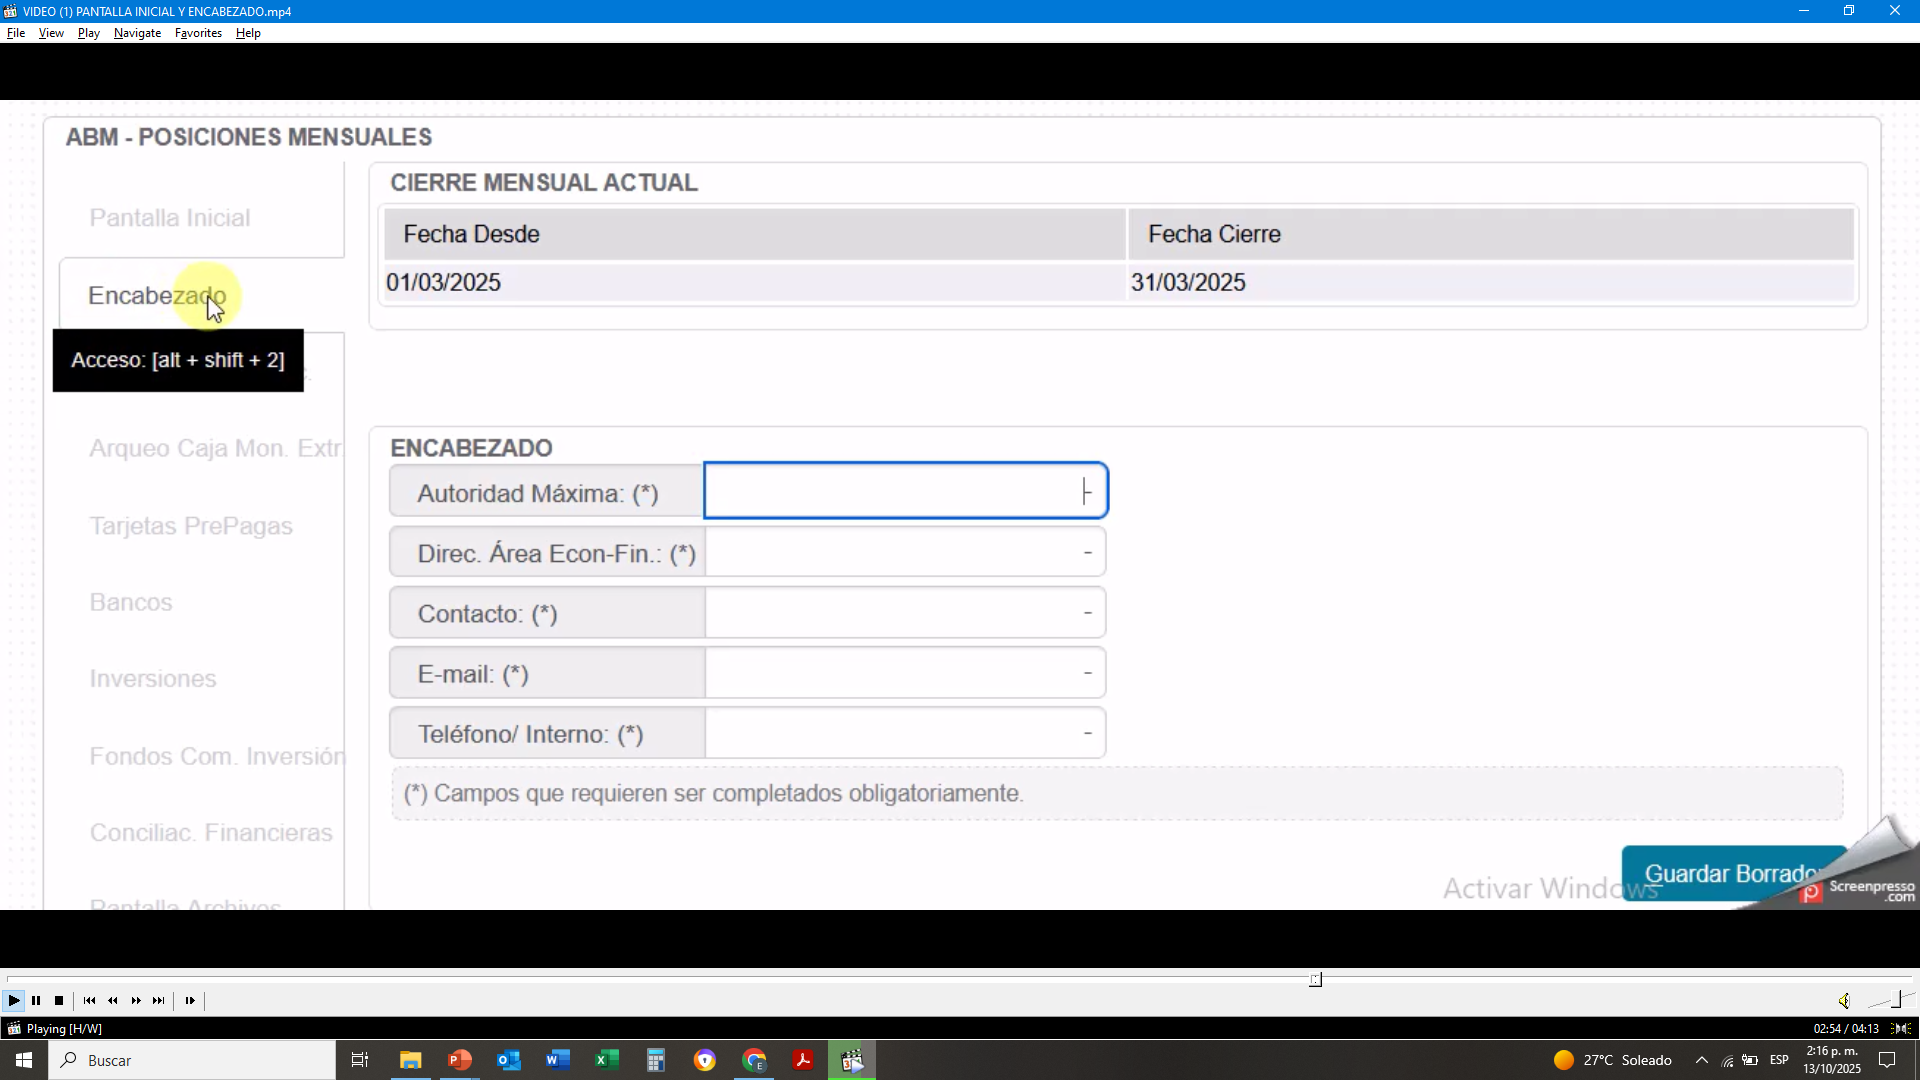 VIDEO (1) PANTALLA INICIAL Y ENCABEZADO.mp4
File View Play Navigate Favorites Help
ABM - POSICIONES MENSUALES
Pantalla Inicial
Encabezado
Acceso: [alt + shift + 2]
Arqueo Caja Mon. Extr.
Tarjetas PrePagas
Bancos
Inversiones
Fondos Com. Inversión
Conciliac. Financieras
Pantalla Archivos
CIERRE MENSUAL ACTUAL
Fecha Desde Fecha Cierre
01/03/2025 31/03/2025
ENCABEZADO
Autoridad Máxima: (*) -
Direc. Área Econ-Fin.: (*) -
Contacto: (*) -
E-mail: (*) -
Teléfono/ Interno: (*) -
(*) Campos que requieren ser completados obligatoriamente.
Guardar Borrador
Activar Windows
Screenpresso
.com
Playing [H/W] 02:54 / 04:13
Buscar
27°C Soleado
ESP
2:16 p. m.
13/10/2025